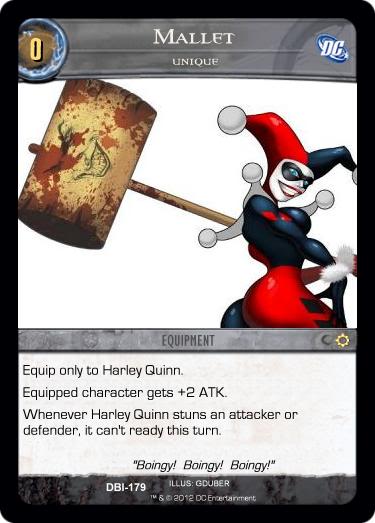 0
MALLET
UNIQUE
DC
EQUIPMENT
Equip only to Harley Quinn.
Equipped character gets +2 ATK.
Whenever Harley Quinn stuns an attacker or
defender, it can't ready this turn.
"Boingy! Boingy! Boingy!"
DBI-179
ILLUS: GDUBER
™ & © 2012 DC Entertainment